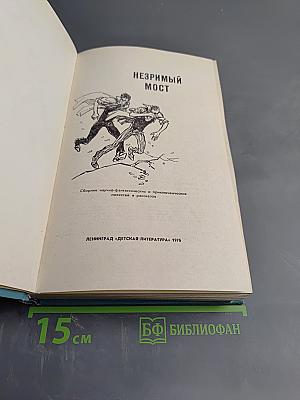 НЕЗРИМЫЙ
МОСТ
Сборник научно-фантастических и приключенческих
повестей и рассказов
ЛЕНИНГРАД «ДЕТСКАЯ ЛИТЕРАТУРА» 1976
15 см
БФ БИБЛИОФАН